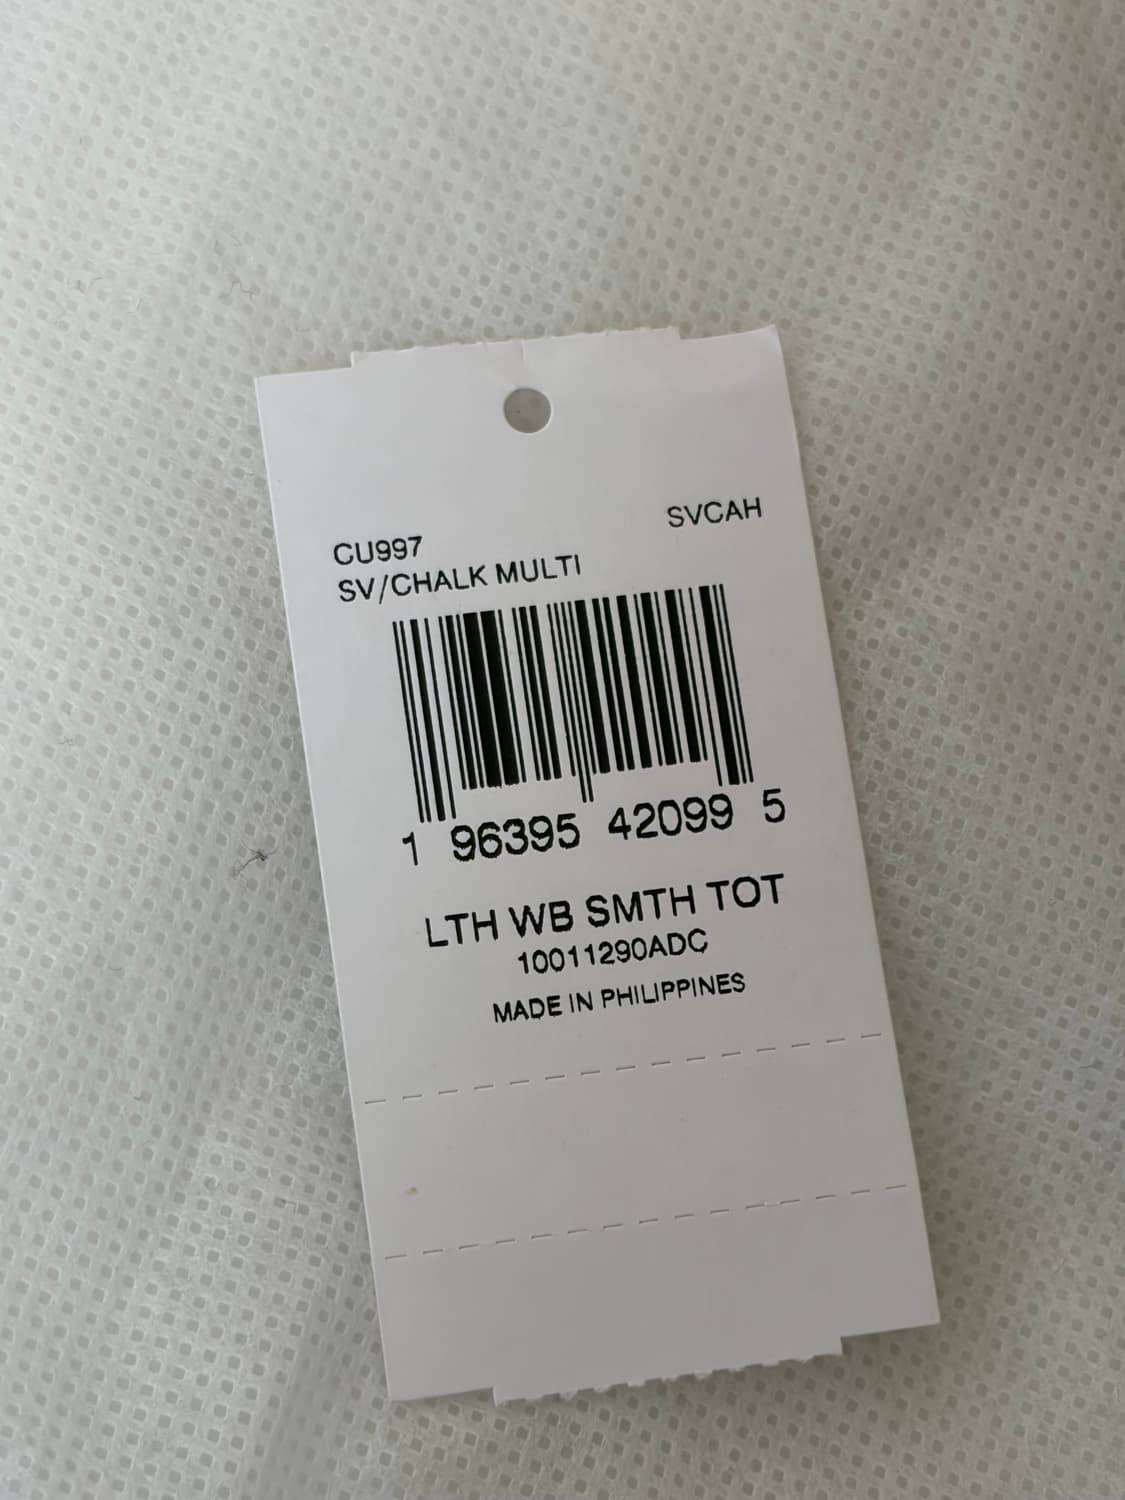 SVCAH
CU997
SV/CHALK MULTI
1 96395 42099 5
LTH WB SMTH TOT
10011290ADC
MADE IN PHILIPPINES